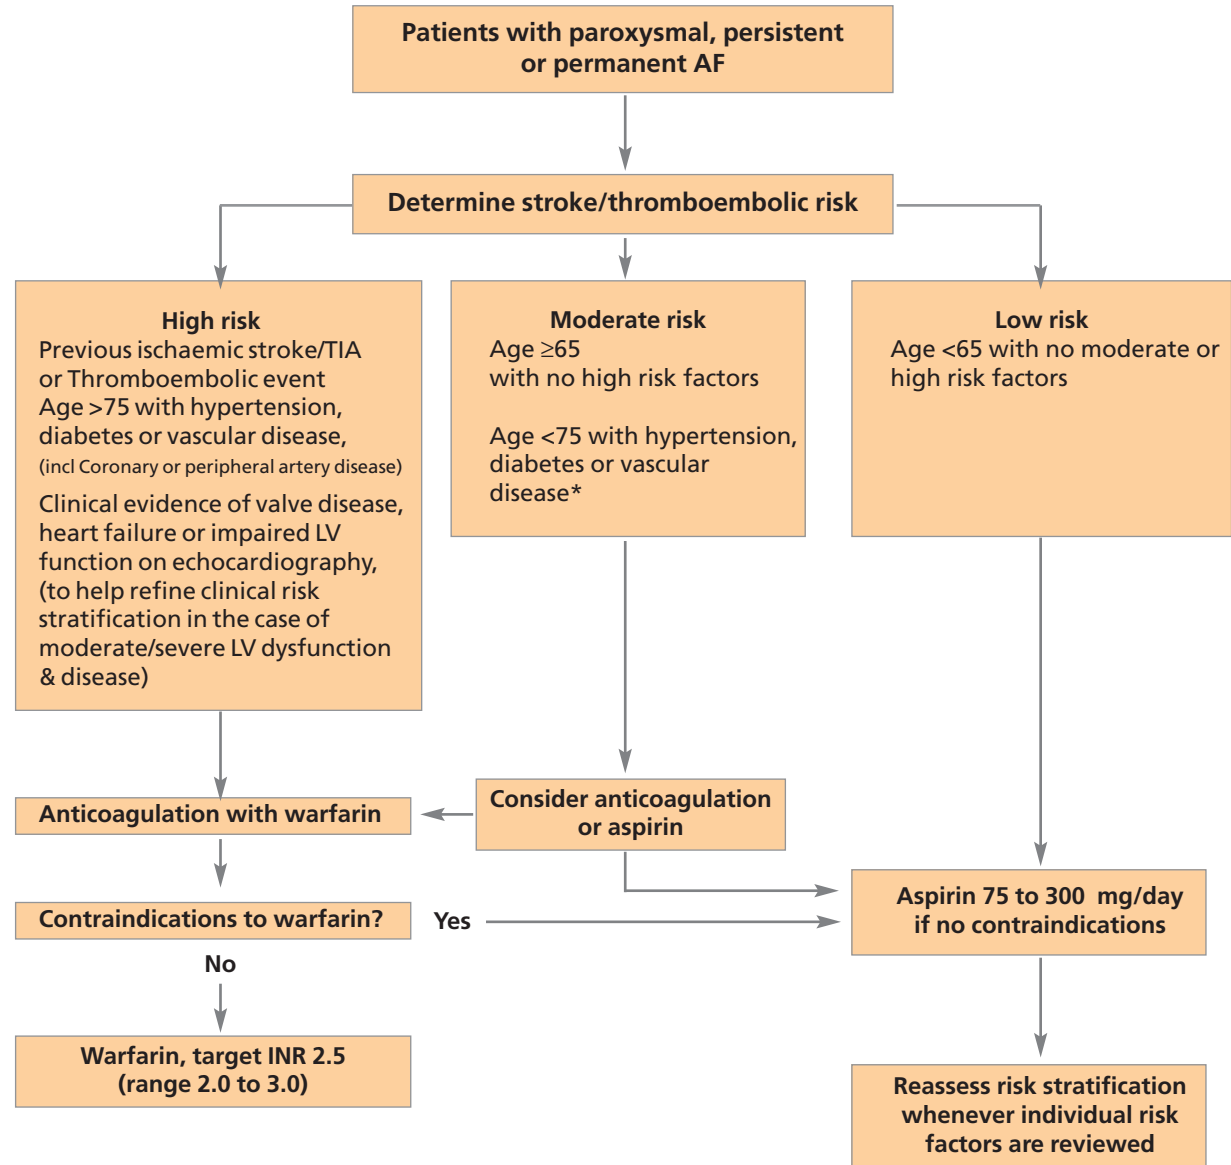 Patients with paroxysmal, persistent
or permanent AF
Determine stroke/thromboembolic risk
High risk
Previous ischaemic stroke/TIA
or Thromboembolic event
Age >75 with hypertension,
diabetes or vascular disease,
(incl Coronary or peripheral artery disease)
Clinical evidence of valve disease,
heart failure or impaired LV
function on echocardiography,
(to help refine clinical risk
stratification in the case of
moderate/severe LV dysfunction
& disease)
Moderate risk
Age ≥65
with no high risk factors
Age <75 with hypertension,
diabetes or vascular
disease*
Low risk
Age <65 with no moderate or
high risk factors
Anticoagulation with warfarin
Consider anticoagulation
or aspirin
Contraindications to warfarin?
Yes
Aspirin 75 to 300 mg/day
if no contraindications
No
Warfarin, target INR 2.5
(range 2.0 to 3.0)
Reassess risk stratification
whenever individual risk
factors are reviewed